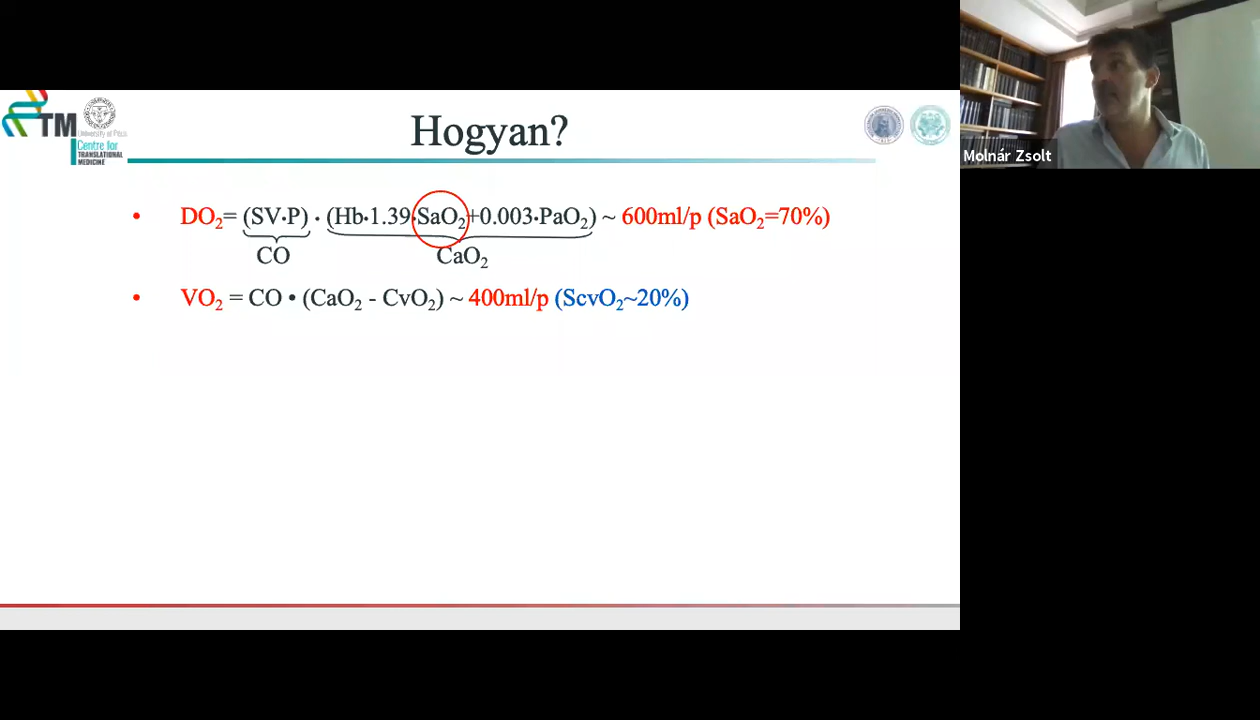 TM
University of Pécs
Centre for
TRANSLATIONAL
MEDICINE
Hogyan?
Molnár Zsolt
• DO₂= (SV·P) · (Hb·1.39·SaO₂+0.003·PaO₂) ~ 600ml/p (SaO₂=70%)
CO CaO₂
• VO₂ = CO • (CaO₂ - CvO₂) ~ 400ml/p (ScvO₂~20%)